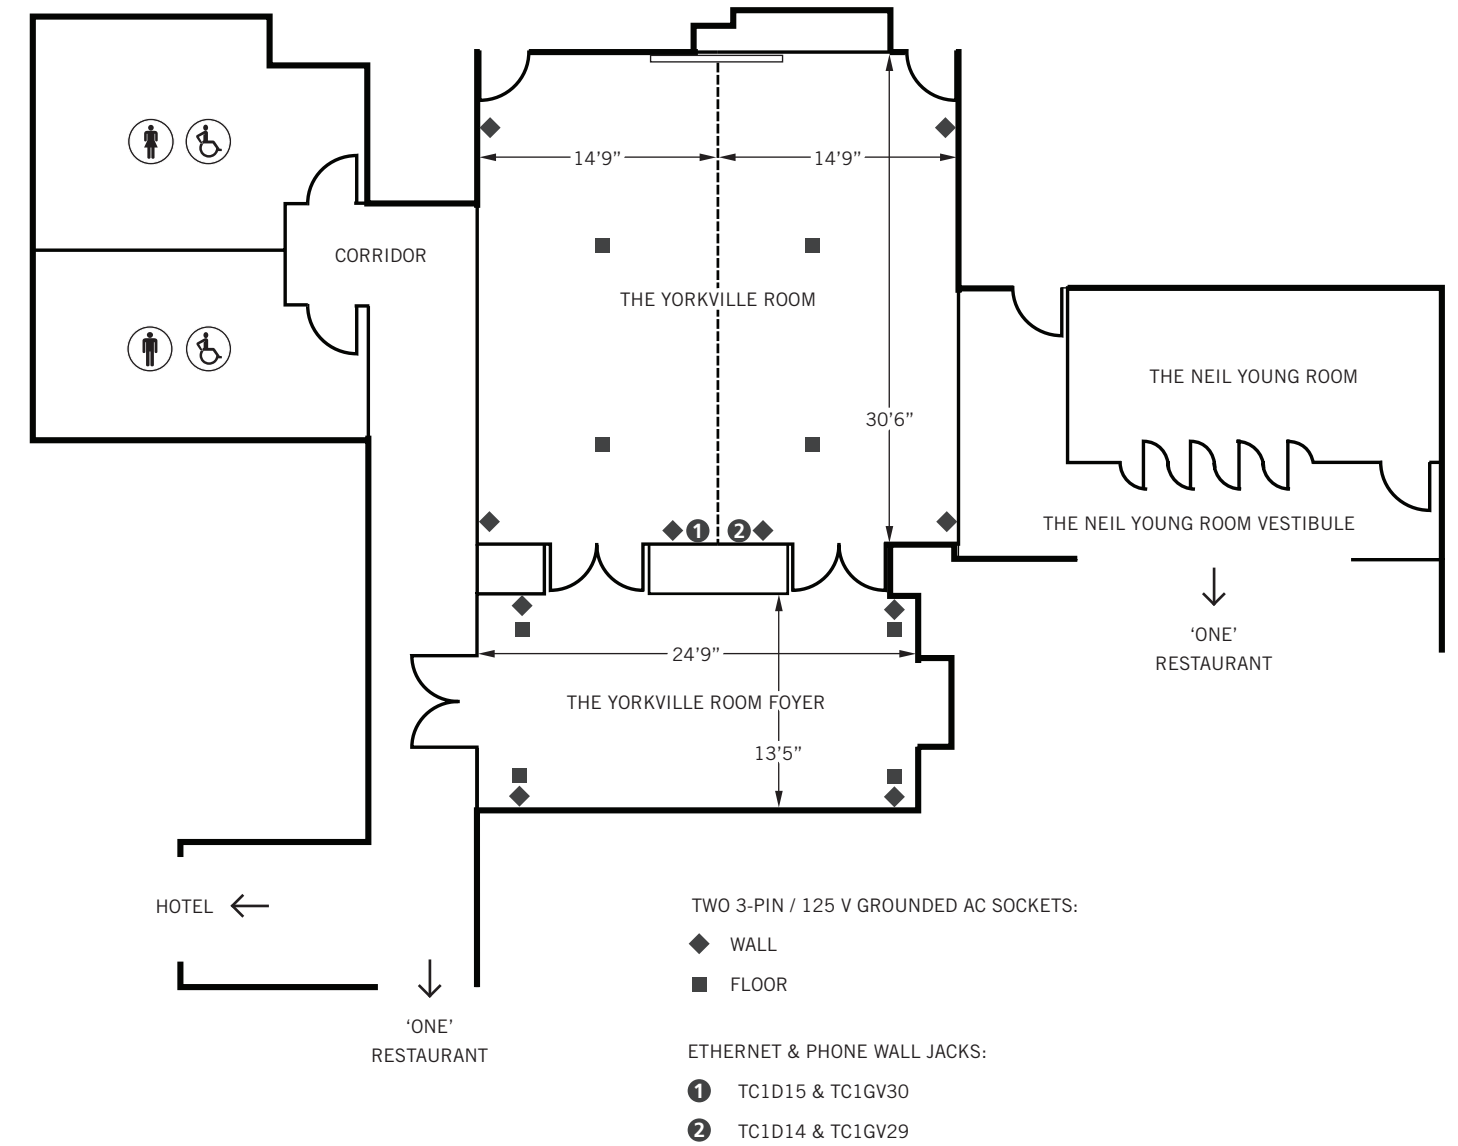 14’9” 14’9”
CORRIDOR
THE YORKVILLE ROOM
THE NEIL YOUNG ROOM
30’6”
THE NEIL YOUNG ROOM VESTIBULE
1 2
‘ONE’
RESTAURANT
24’9”
THE YORKVILLE ROOM FOYER
13’5”
HOTEL
‘ONE’
RESTAURANT
TWO 3-PIN / 125 V GROUNDED AC SOCKETS:
WALL
FLOOR
ETHERNET & PHONE WALL JACKS:
1 TC1D15 & TC1GV30
2 TC1D14 & TC1GV29